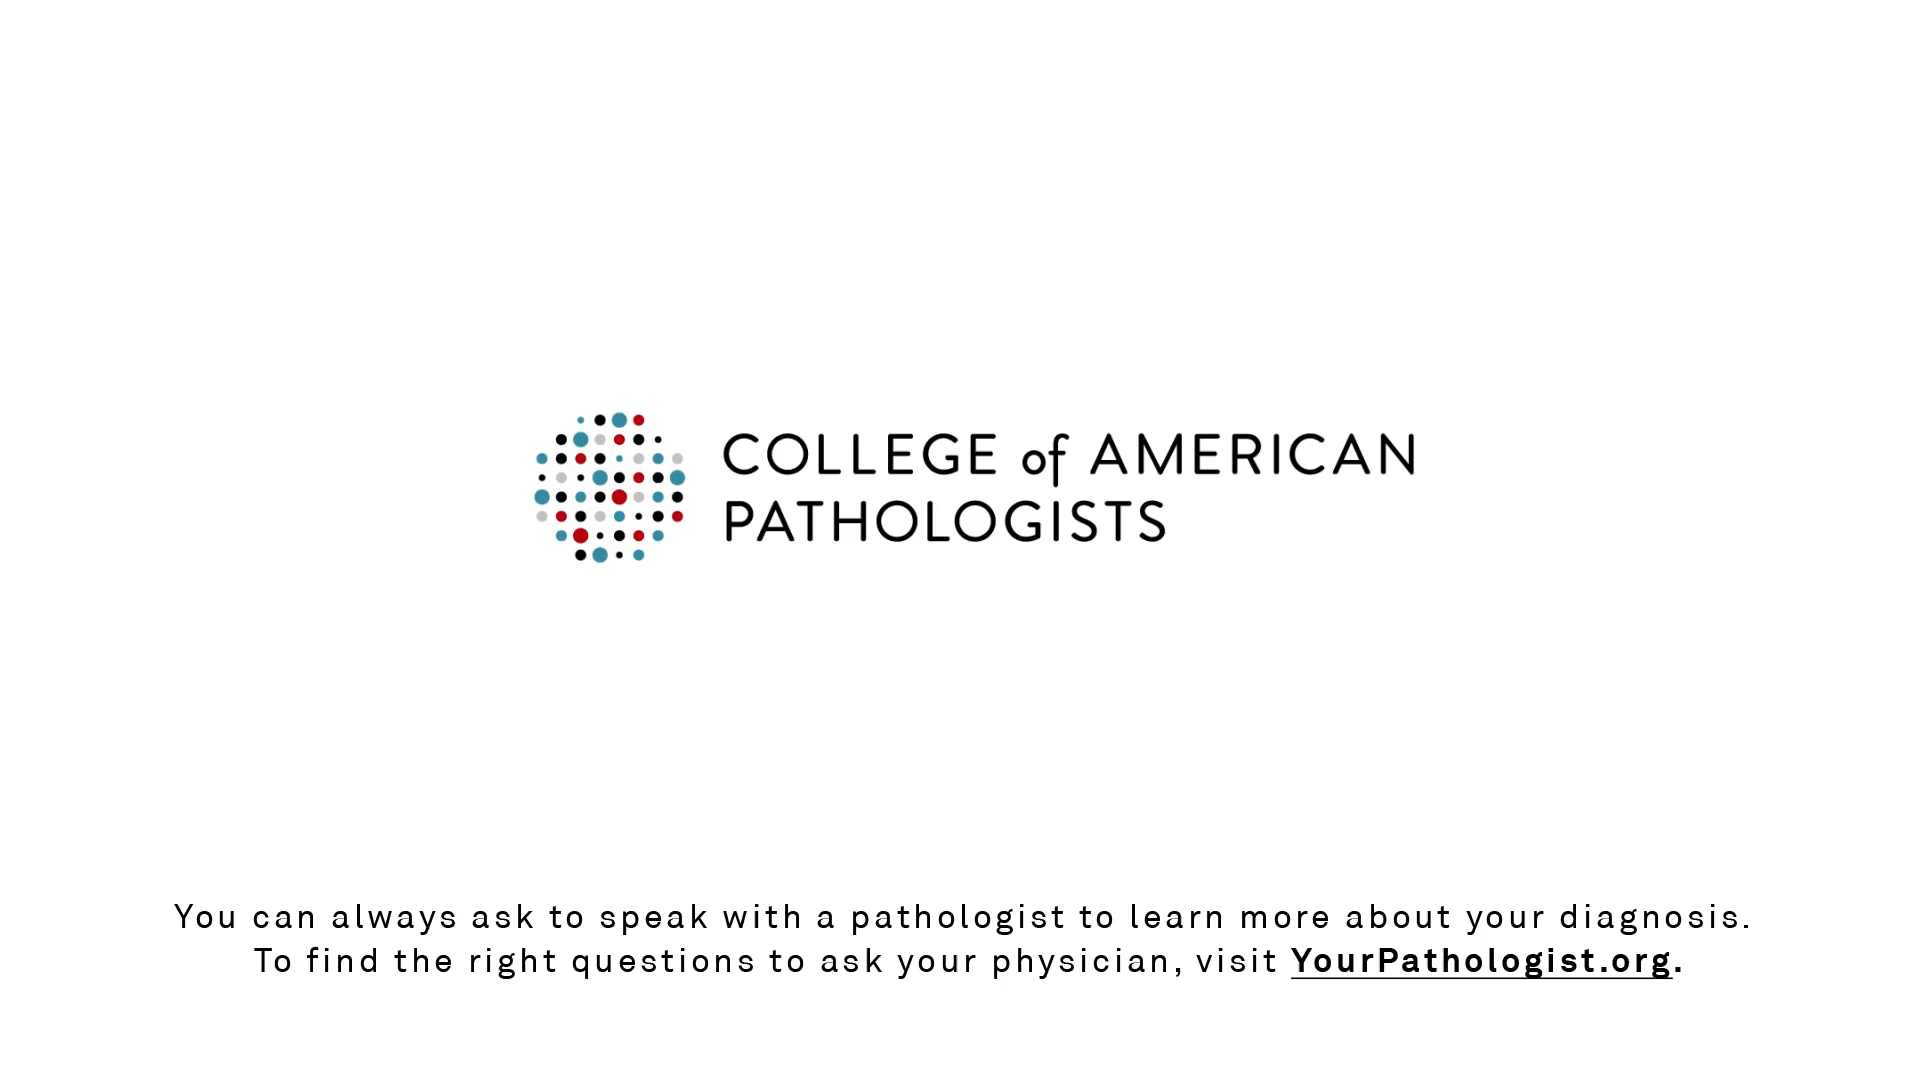 COLLEGE of AMERICAN
PATHOLOGISTS
You can always ask to speak with a pathologist to learn more about your diagnosis.
To find the right questions to ask your physician, visit YourPathologist.org.